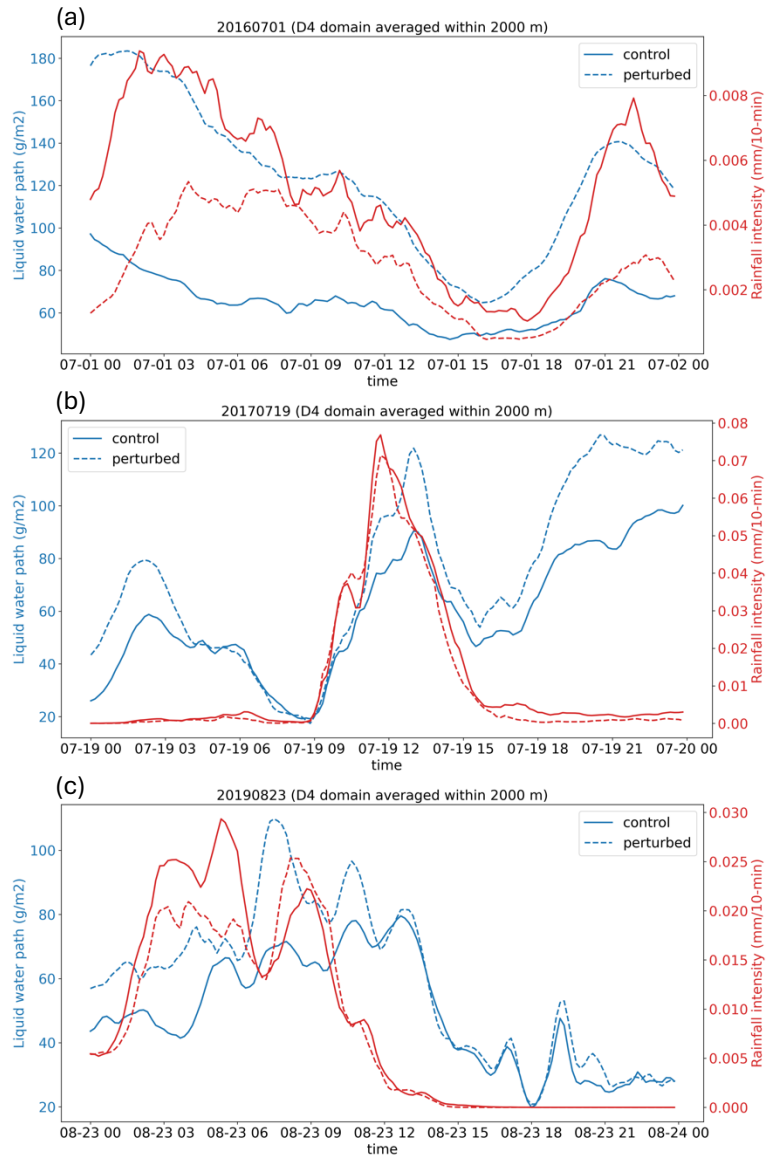 (a)
20160701 (D4 domain averaged within 2000 m)
control
perturbed
Liquid water path (g/m2)
180
160
140
120
100
80
60
Rainfall intensity (mm/10-min)
0.008
0.006
0.004
0.002
07-01 00 07-01 03 07-01 06 07-01 09 07-01 12 07-01 15 07-01 18 07-01 21 07-02 00
time
(b)
20170719 (D4 domain averaged within 2000 m)
control
perturbed
Liquid water path (g/m2)
120
100
80
60
40
20
Rainfall intensity (mm/10-min)
0.08
0.07
0.06
0.05
0.04
0.03
0.02
0.01
0.00
07-19 00 07-19 03 07-19 06 07-19 09 07-19 12 07-19 15 07-19 18 07-19 21 07-20 00
time
(c)
20190823 (D4 domain averaged within 2000 m)
control
perturbed
Liquid water path (g/m2)
100
80
60
40
20
Rainfall intensity (mm/10-min)
0.030
0.025
0.020
0.015
0.010
0.005
0.000
08-23 00 08-23 03 08-23 06 08-23 09 08-23 12 08-23 15 08-23 18 08-23 21 08-24 00
time